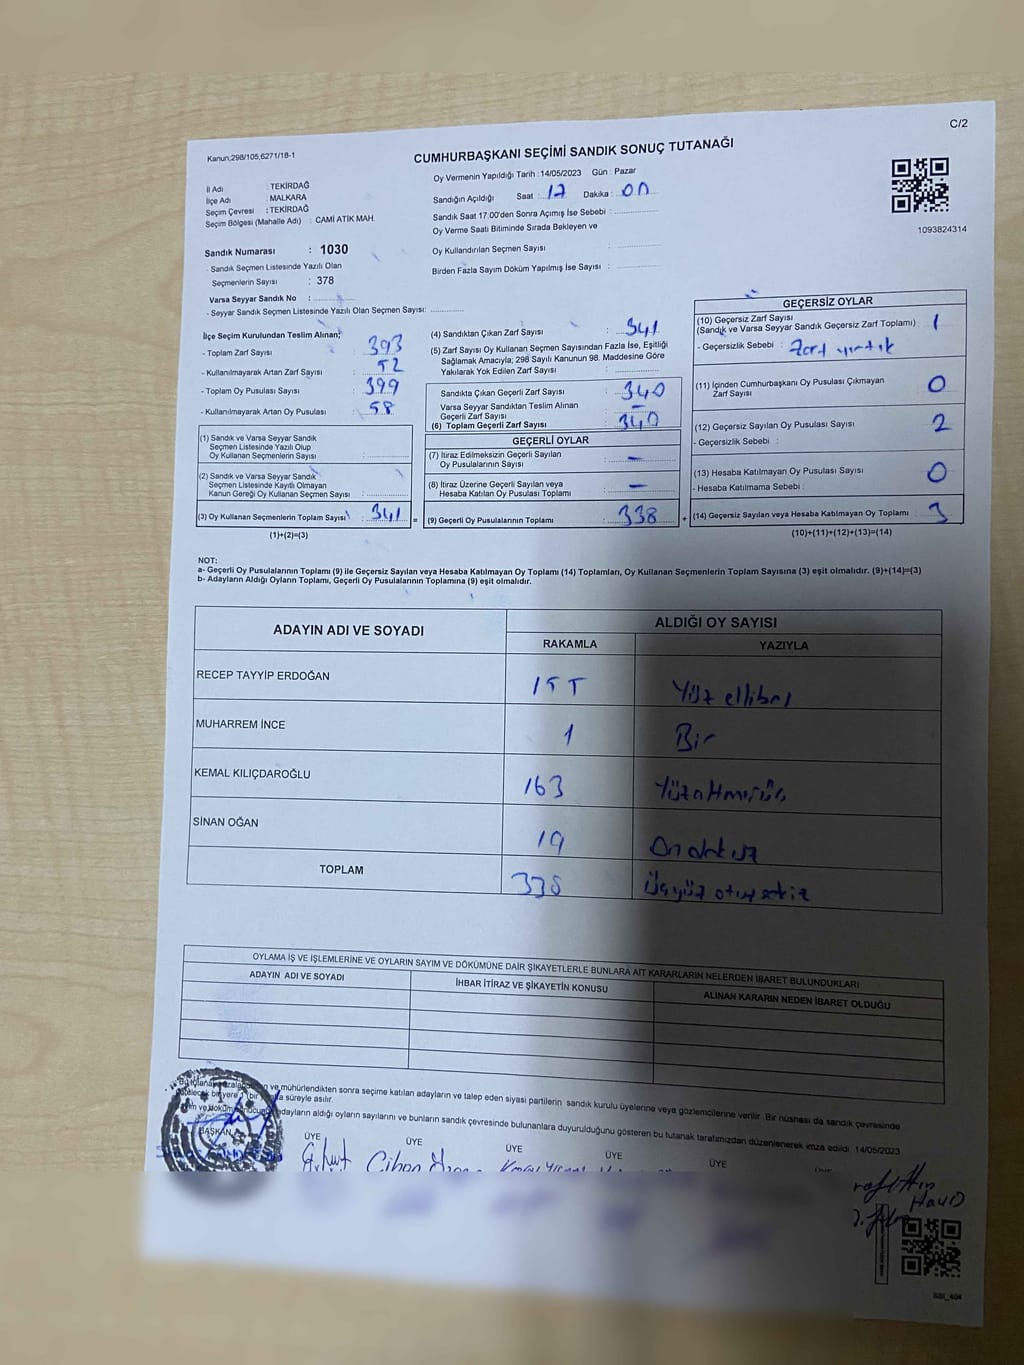 C/2
Kanun;298/105,6271/18-1
CUMHURBAŞKANI SEÇİMİ SANDIK SONUÇ TUTANAĞI
İl Adı : TEKİRDAĞ
İlçe Adı : MALKARA
Seçim Çevresi : TEKİRDAĞ
Seçim Bölgesi (Mahalle Adı) : CAMİ ATİK MAH.
Sandık Numarası : 1030
- Sandık Seçmen Listesinde Yazılı Olan
Seçmenlerin Sayısı : 378
Varsa Seyyar Sandık No :
- Seyyar Sandık Seçmen Listesinde Yazılı Olan Seçmen Sayısı:
Oy Vermenin Yapıldığı Tarih : 14/05/2023 Gün : Pazar
Sandığın Açıldığı Saat : 17 Dakika : 00
Sandık Saat 17:00'den Sonra Açımış İse Sebebi :
Oy Verme Saati Bitiminde Sırada Bekleyen ve
Oy Kullandırılan Seçmen Sayısı :
Birden Fazla Sayım Döküm Yapılmış İse Sayısı :
1093824314
İlçe Seçim Kurulundan Teslim Alınan;
- Toplam Zarf Sayısı : 393
- Kullanılmayarak Artan Zarf Sayısı : 52
- Toplam Oy Pusulası Sayısı : 399
- Kullanılmayarak Artan Oy Pusulası : 58
(1) Sandık ve Varsa Seyyar Sandık
Seçmen Listesinde Yazılı Olup
Oy Kullanan Seçmenlerin Sayısı :
(2) Sandık ve Varsa Seyyar Sandık
Seçmen Listesinde Kayıtlı Olmayan
Kanun Gereği Oy Kullanan Seçmen Sayısı :
(3) Oy Kullanan Seçmenlerin Toplam Sayısı : 341 =
(1)+(2)=(3)
(4) Sandıktan Çıkan Zarf Sayısı : 341
(5) Zarf Sayısı Oy Kullanan Seçmen Sayısından Fazla İse, Eşitliği
Sağlamak Amacıyla; 298 Sayılı Kanunun 98. Maddesine Göre
Yakılarak Yok Edilen Zarf Sayısı :
Sandıkta Çıkan Geçerli Zarf Sayısı : 340
Varsa Seyyar Sandıktan Teslim Alınan
Geçerli Zarf Sayısı : –
(6) Toplam Geçerli Zarf Sayısı : 340
GEÇERLİ OYLAR
(7) İtiraz Edilmeksizin Geçerli Sayılan
Oy Pusulalarının Sayısı : –
(8) İtiraz Üzerine Geçerli Sayılan veya
Hesaba Katılan Oy Pusulası Toplamı : –
(9) Geçerli Oy Pusulalarının Toplamı : 338 +
GEÇERSİZ OYLAR
(10) Geçersiz Zarf Sayısı
(Sandık ve Varsa Seyyar Sandık Geçersiz Zarf Toplamı) : 1
- Geçersizlik Sebebi : Zarf yırtık
(11) İçinden Cumhurbaşkanı Oy Pusulası Çıkmayan
Zarf Sayısı : 0
(12) Geçersiz Sayılan Oy Pusulası Sayısı : 2
- Geçersizlik Sebebi :
(13) Hesaba Katılmayan Oy Pusulası Sayısı : 0
- Hesaba Katılmama Sebebi :
(14) Geçersiz Sayılan veya Hesaba Katılmayan Oy Toplamı : 3
(10)+(11)+(12)+(13)=(14)
NOT:
a- Geçerli Oy Pusulalarının Toplamı (9) ile Geçersiz Sayılan veya Hesaba Katılmayan Oy Toplamı (14) Toplamları, Oy Kullanan Seçmenlerin Toplam Sayısına (3) eşit olmalıdır. (9)+(14)=(3)
b- Adayların Aldığı Oyların Toplamı, Geçerli Oy Pusulalarının Toplamına (9) eşit olmalıdır.
ADAYIN ADI VE SOYADI
ALDIĞI OY SAYISI
RAKAMLA YAZIYLA
RECEP TAYYİP ERDOĞAN 155 Yüz ellibeş
MUHARREM İNCE 1 Bir
KEMAL KILIÇDAROĞLU 163 Yüzaltmışüç
SİNAN OĞAN 19 Ondokuz
TOPLAM 338 Üçyüz otuzsekiz
OYLAMA İŞ VE İŞLEMLERİNE VE OYLARIN SAYIM VE DÖKÜMÜNE DAİR ŞİKAYETLERLE BUNLARA AİT KARARLARIN NELERDEN İBARET BULUNDUKLARI
ADAYIN ADI VE SOYADI İHBAR İTİRAZ VE ŞİKAYETİN KONUSU ALINAN KARARIN NEDEN İBARET OLDUĞU
ve mühürlendikten sonra seçime katılan adayların ve talep eden siyasi partilerin sandık kurulu üyelerine veya gözlemcilerine verilir. Bir nüshası da sandık çevresinde
süreyle asılır.
adayların aldığı oyların sayılarını ve bunların sandık çevresinde bulunanlara duyurulduğunu gösteren bu tutanak tarafımızdan düzenlenerek imza edildi. 14/05/2023
BAŞKAN ÜYE ÜYE ÜYE ÜYE ÜYE
Cihan